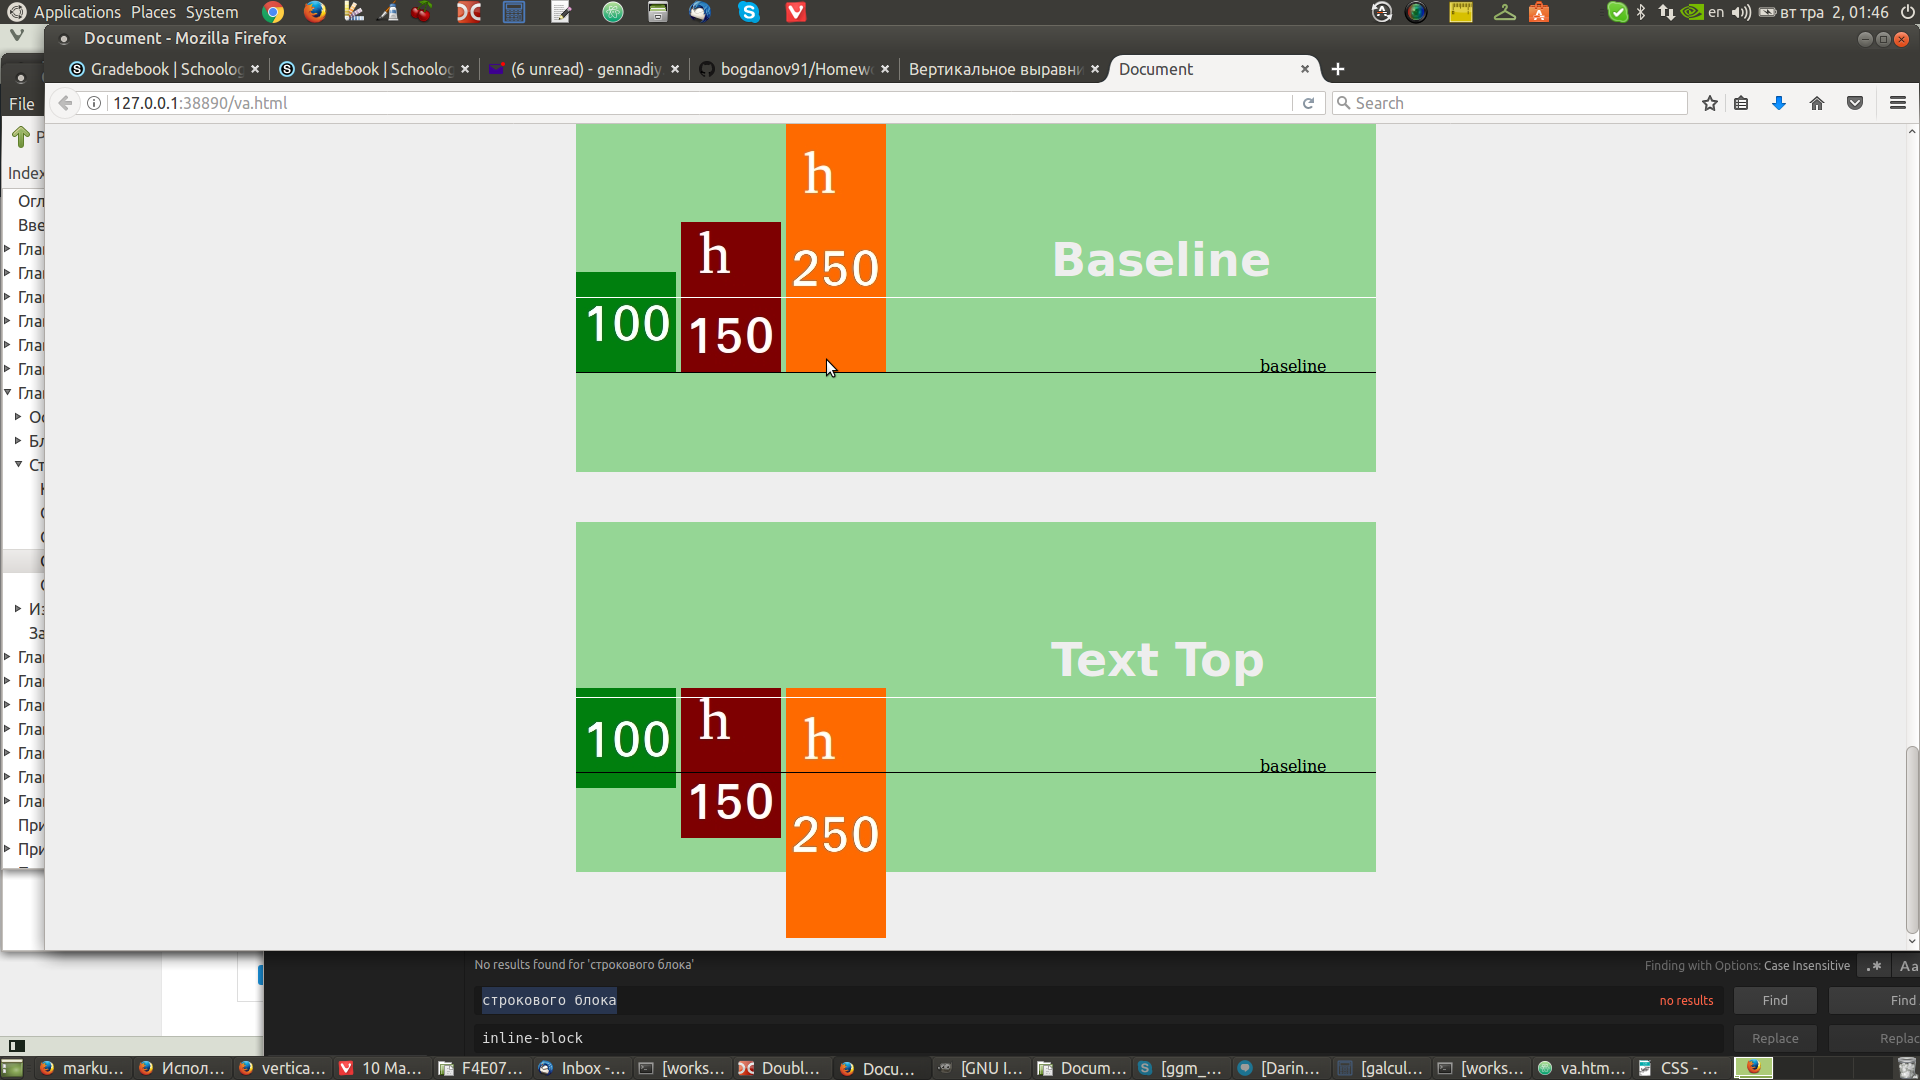 Applications Places System
en
вт тра 2, 01:46
Document - Mozilla Firefox
Gradebook | Schoolog
Gradebook | Schoolog
(6 unread) - gennadiy
bogdanov91/Homew
Вертикальное выравни
Document
File
127.0.0.1:38890/va.html
Search
Index
Огл
Вве
Гла
Гла
Гла
Гла
Гла
Гла
Гла
Ос
Бл
Ст
Из
За
Гла
Гла
Гла
Гла
Гла
Гла
Гла
При
При
h
h
250
Baseline
100
150
baseline
Text Top
h
h
100
150
250
baseline
No results found for 'строкового блока'
Finding with Options: Case Insensitive
.*
Aa
строкового блока
no results
Find
Find
inline-block
Replace
Replac
marku...
Испол...
vertica...
10 Ma...
F4E07...
Inbox -...
[works...
Doubl...
Docu...
[GNU I...
Docum...
[ggm_...
[Darin...
[galcul...
[works...
va.htm...
CSS - ...